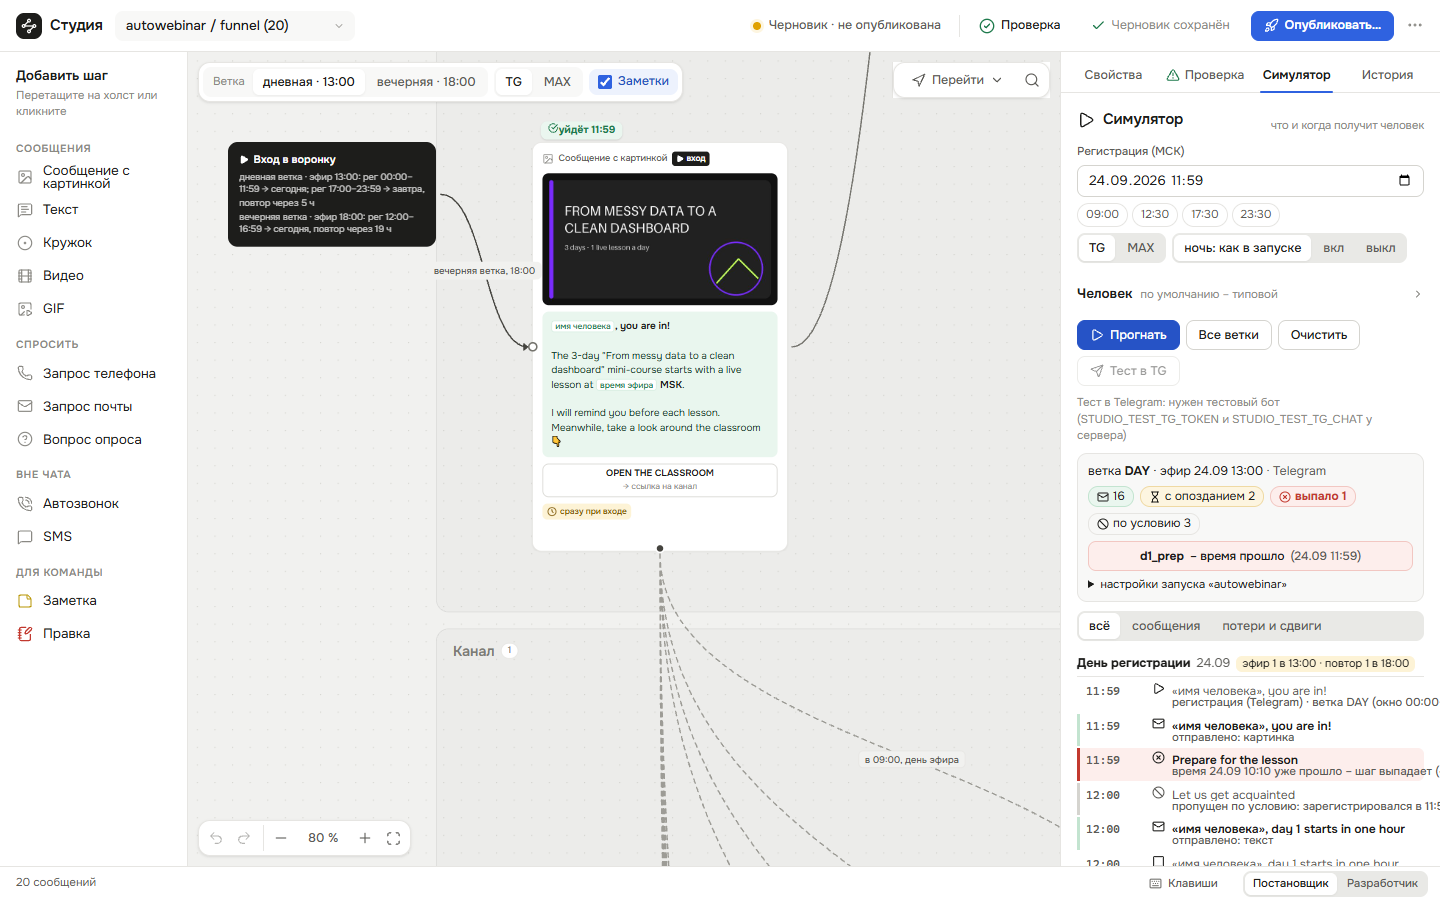 Студия
autowebinar / funnel (20)
Черновик · не опубликована
Проверка
Черновик сохранён
Опубликовать...
Добавить шаг
Перетащите на холст или
кликните
СООБЩЕНИЯ
Сообщение с
картинкой
Текст
Кружок
Видео
GIF
СПРОСИТЬ
Запрос телефона
Запрос почты
Вопрос опроса
ВНЕ ЧАТА
Автозвонок
SMS
ДЛЯ КОМАНДЫ
Заметка
Правка
Ветка
дневная · 13:00
вечерняя · 18:00
TG
MAX
Заметки
Перейти
Вход в воронку
дневная ветка · эфир 13:00: рег 00:00–
11:59 → сегодня; рег 17:00–23:59 → завтра,
повтор через 5 ч
вечерняя ветка · эфир 18:00: рег 12:00–
16:59 → сегодня, повтор через 19 ч
вечерняя ветка, 18:00
уйдёт 11:59
Сообщение с картинкой
вход
FROM MESSY DATA TO A
CLEAN DASHBOARD
3 days · 1 live lesson a day
имя человека , you are in!
The 3-day "From messy data to a clean
dashboard" mini-course starts with a live
lesson at время эфира MSK.
I will remind you before each lesson.
Meanwhile, take a look around the classroom
👇
OPEN THE CLASSROOM
→ ссылка на канал
сразу при входе
Канал 1
в 09:00, день эфира
80 %
Свойства
Проверка
Симулятор
История
Симулятор
что и когда получит человек
Регистрация (МСК)
24.09.2026 11:59
09:00
12:30
17:30
23:30
TG
MAX
ночь: как в запуске
вкл
выкл
Человек по умолчанию – типовой
Прогнать
Все ветки
Очистить
Тест в TG
Тест в Telegram: нужен тестовый бот
(STUDIO_TEST_TG_TOKEN и STUDIO_TEST_TG_CHAT у
сервера)
ветка DAY · эфир 24.09 13:00 · Telegram
16
с опозданием 2
выпало 1
по условию 3
d1_prep – время прошло (24.09 11:59)
настройки запуска «autowebinar»
всё
сообщения
потери и сдвиги
День регистрации 24.09 эфир 1 в 13:00 · повтор 1 в 18:00
11:59 «имя человека», you are in!
регистрация (Telegram) · ветка DAY (окно 00:00
11:59 «имя человека», you are in!
отправлено: картинка
11:59 Prepare for the lesson
время 24.09 10:10 уже прошло – шаг выпадает (
12:00 Let us get acquainted
пропущен по условию: зарегистрировался в 11:5
12:00 «имя человека», day 1 starts in one hour
отправлено: текст
12:00 «имя человека», day 1 starts in one hour
20 сообщений
Клавиши
Постановщик
Разработчик